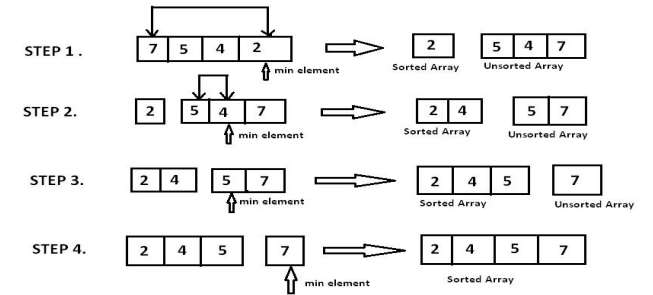 STEP 1 .
7 5 4 2
min element
2
Sorted Array
5 4 7
Unsorted Array
STEP 2.
2
5 4 7
min element
2 4
Sorted Array
5 7
Unsorted Array
STEP 3.
2 4
5 7
min element
2 4 5
Sorted Array
7
Unsorted Array
STEP 4.
2 4 5
7
min element
2 4 5 7
Sorted Array